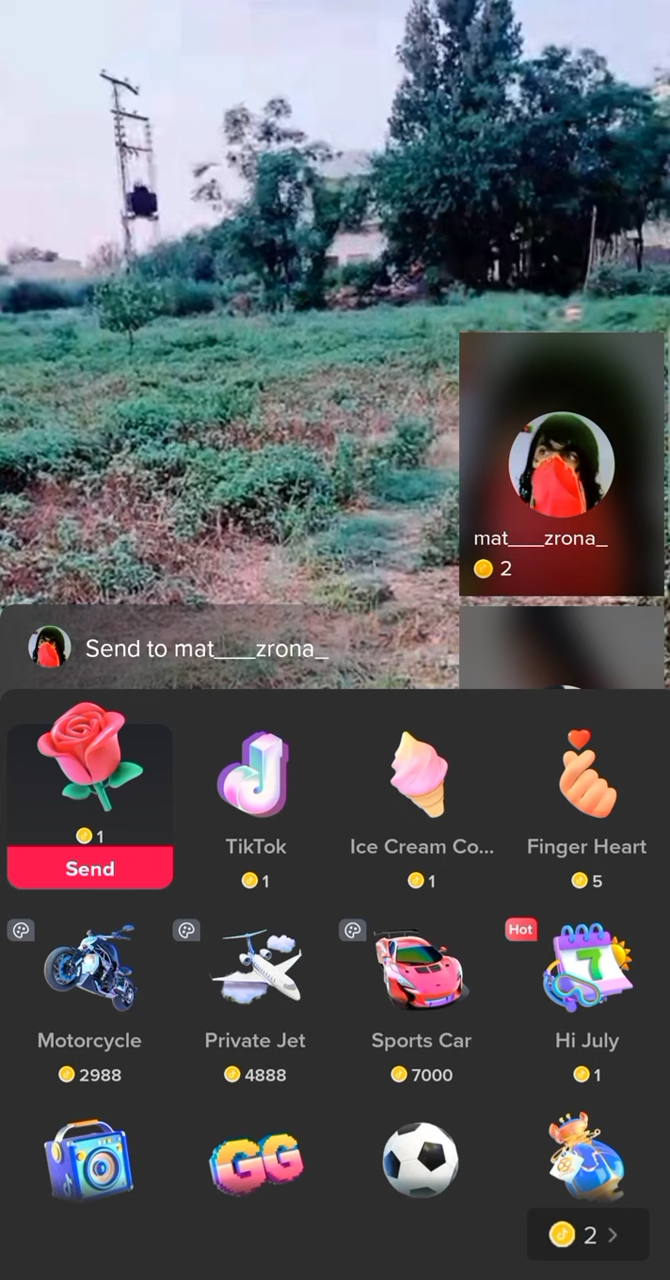 mat___zrona_
2
Send to mat___zrona_
1
Send
TikTok
1
Ice Cream Co...
1
Finger Heart
5
Motorcycle
2988
Private Jet
4888
Sports Car
7000
Hot
7
Hi July
1
GG
2